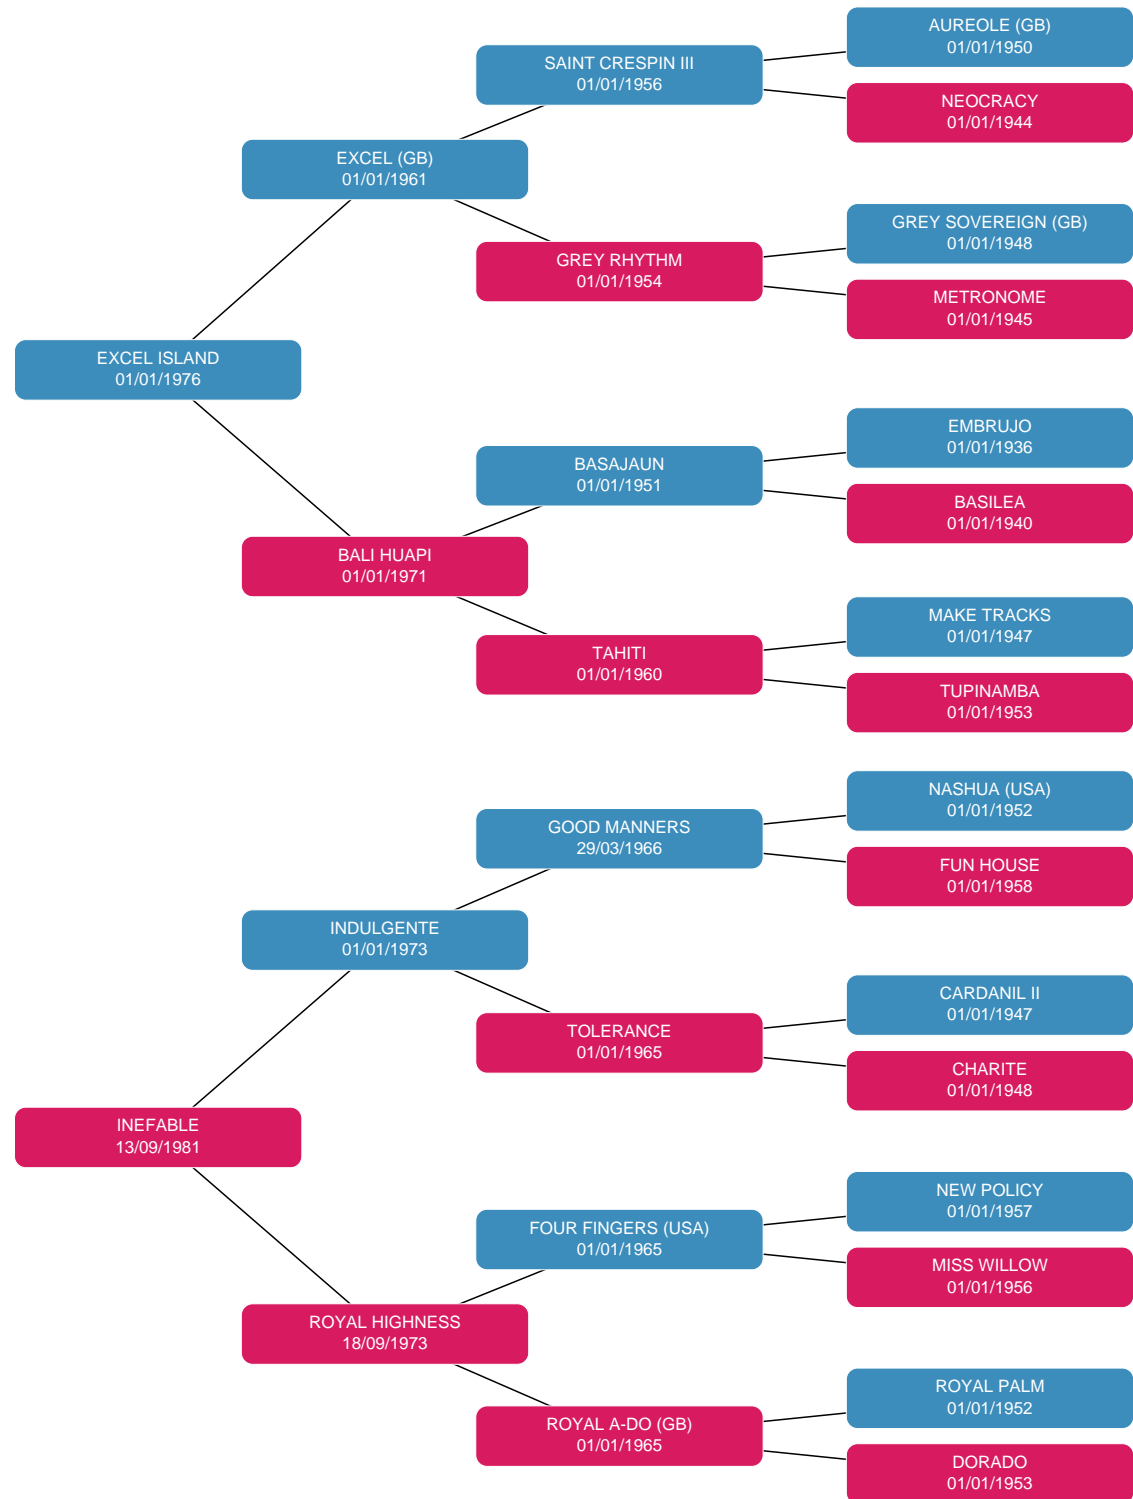 AUREOLE (GB)
01/01/1950
SAINT CRESPIN III
01/01/1956
NEOCRACY
01/01/1944
EXCEL (GB)
01/01/1961
GREY SOVEREIGN (GB)
01/01/1948
GREY RHYTHM
01/01/1954
METRONOME
01/01/1945
EXCEL ISLAND
01/01/1976
EMBRUJO
01/01/1936
BASAJAUN
01/01/1951
BASILEA
01/01/1940
BALI HUAPI
01/01/1971
MAKE TRACKS
01/01/1947
TAHITI
01/01/1960
TUPINAMBA
01/01/1953
NASHUA (USA)
01/01/1952
GOOD MANNERS
29/03/1966
FUN HOUSE
01/01/1958
INDULGENTE
01/01/1973
CARDANIL II
01/01/1947
TOLERANCE
01/01/1965
CHARITE
01/01/1948
INEFABLE
13/09/1981
NEW POLICY
01/01/1957
FOUR FINGERS (USA)
01/01/1965
MISS WILLOW
01/01/1956
ROYAL HIGHNESS
18/09/1973
ROYAL PALM
01/01/1952
ROYAL A-DO (GB)
01/01/1965
DORADO
01/01/1953